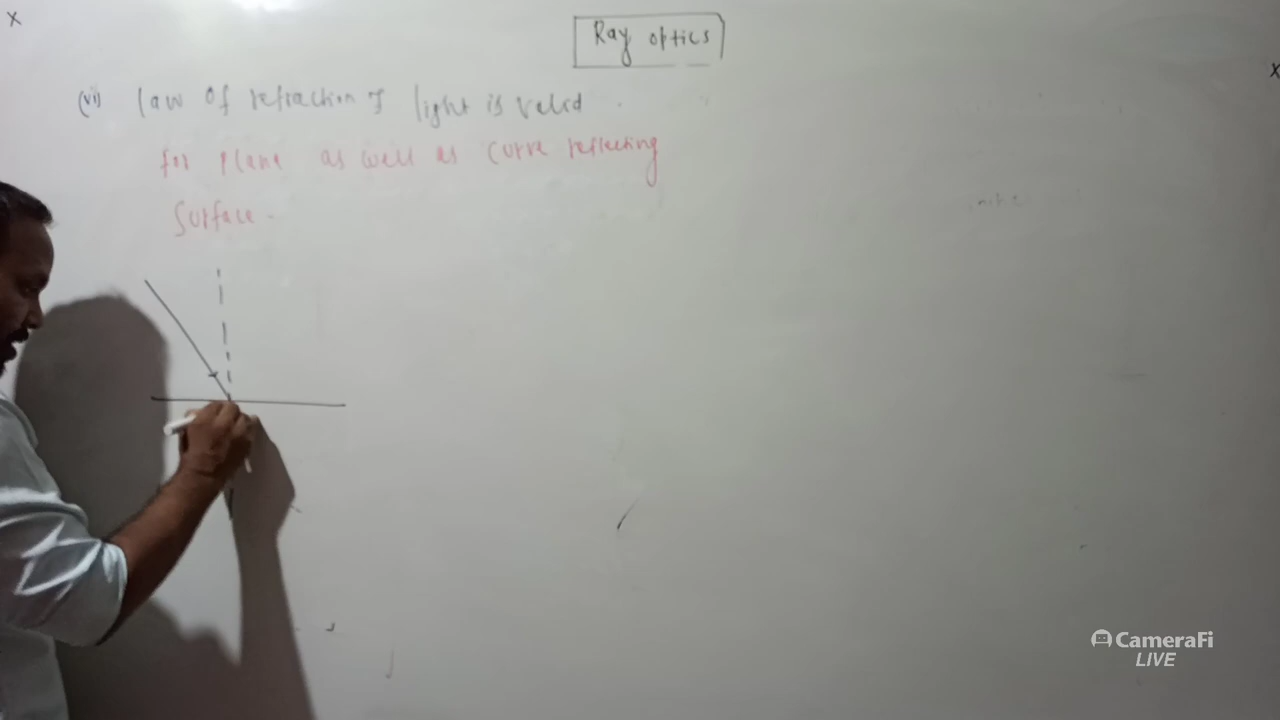 x
Ray optics
x
(vi) law of refraction of light is valid
for plane as well as curve reflecting
surface -
CameraFi
LIVE